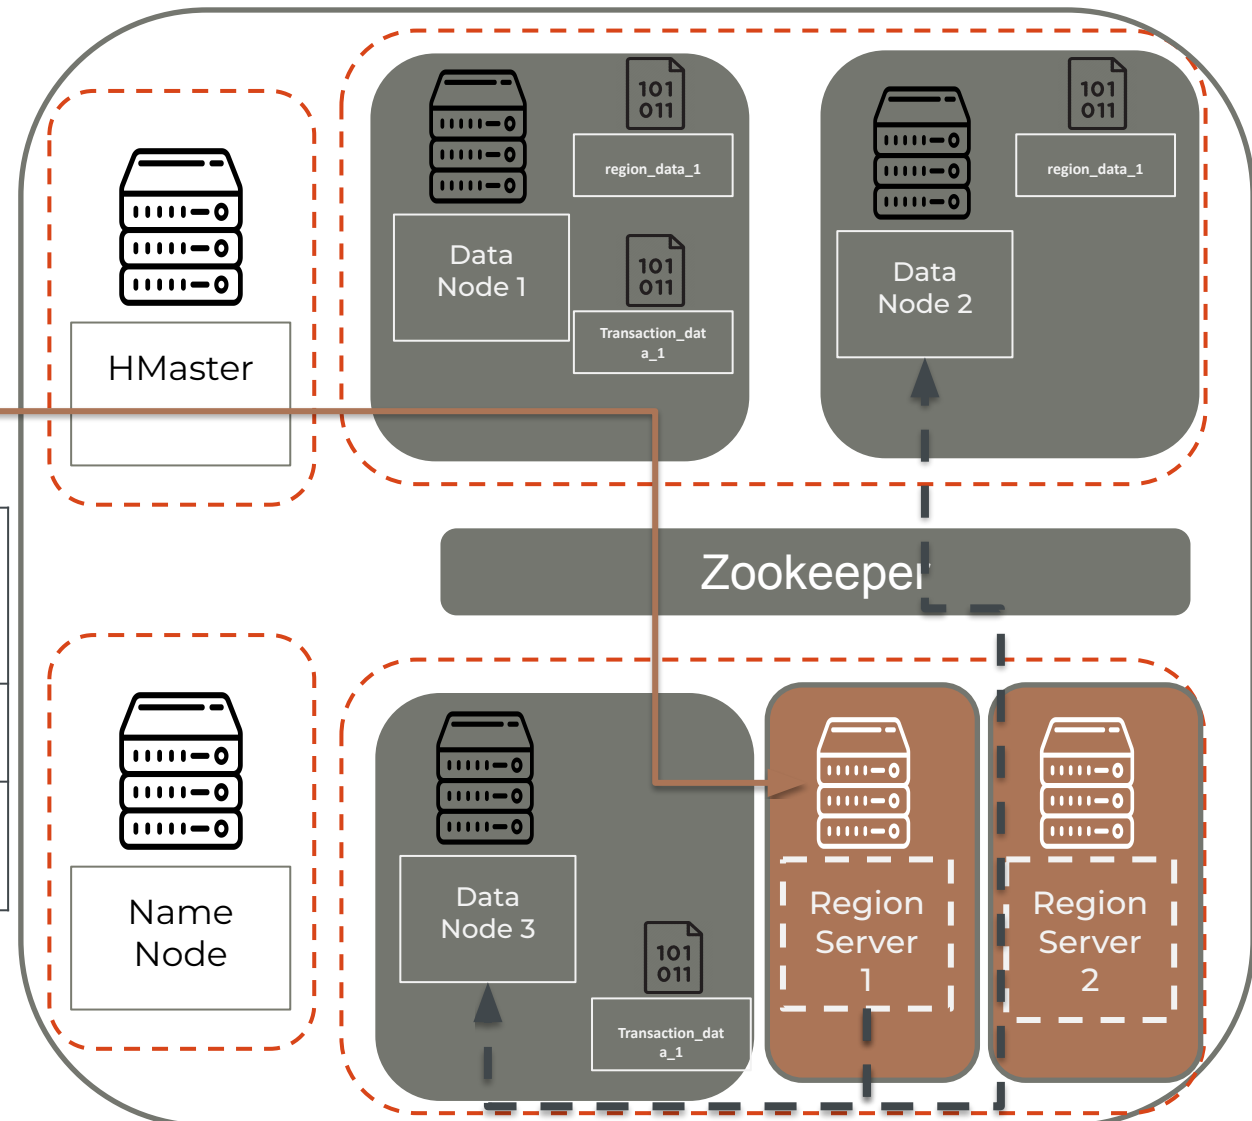 101
011
region_data_1
Data
Node 1
101
011
Transaction_dat
a_1
101
011
region_data_1
Data
Node 2
HMaster
Zookeeper
Name
Node
Data
Node 3
101
011
Transaction_dat
a_1
Region
Server
1
Region
Server
2